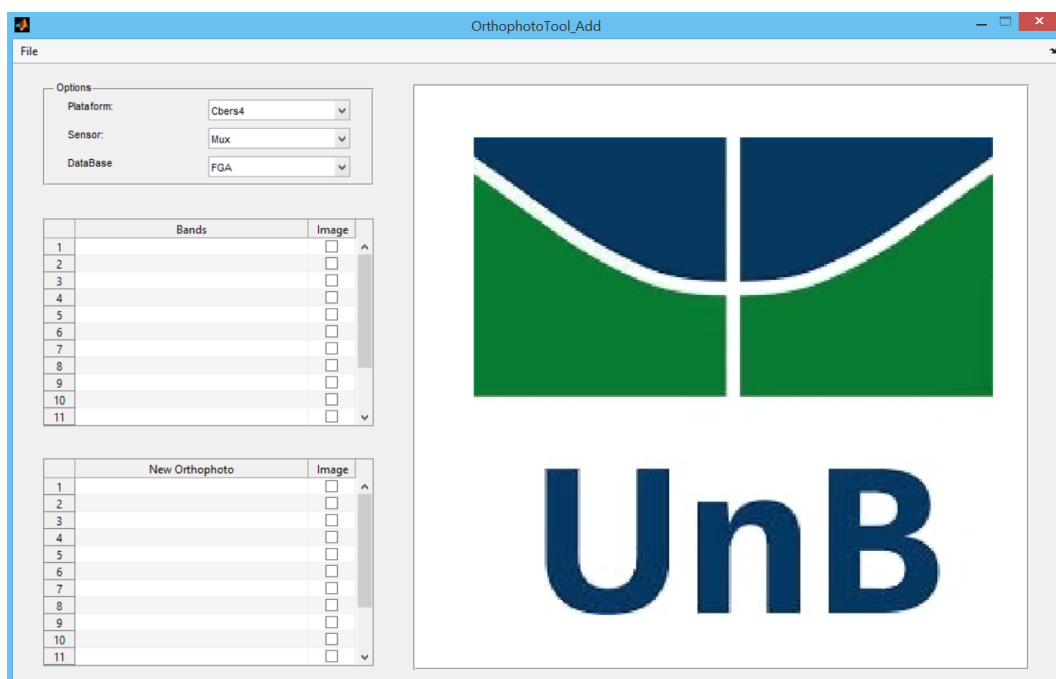 OrthophotoTool_Add
File
Options
Plataform: Cbers4
Sensor: Mux
DataBase FGA
Bands Image
1
2
3
4
5
6
7
8
9
10
11
New Orthophoto Image
1
2
3
4
5
6
7
8
9
10
11
UnB